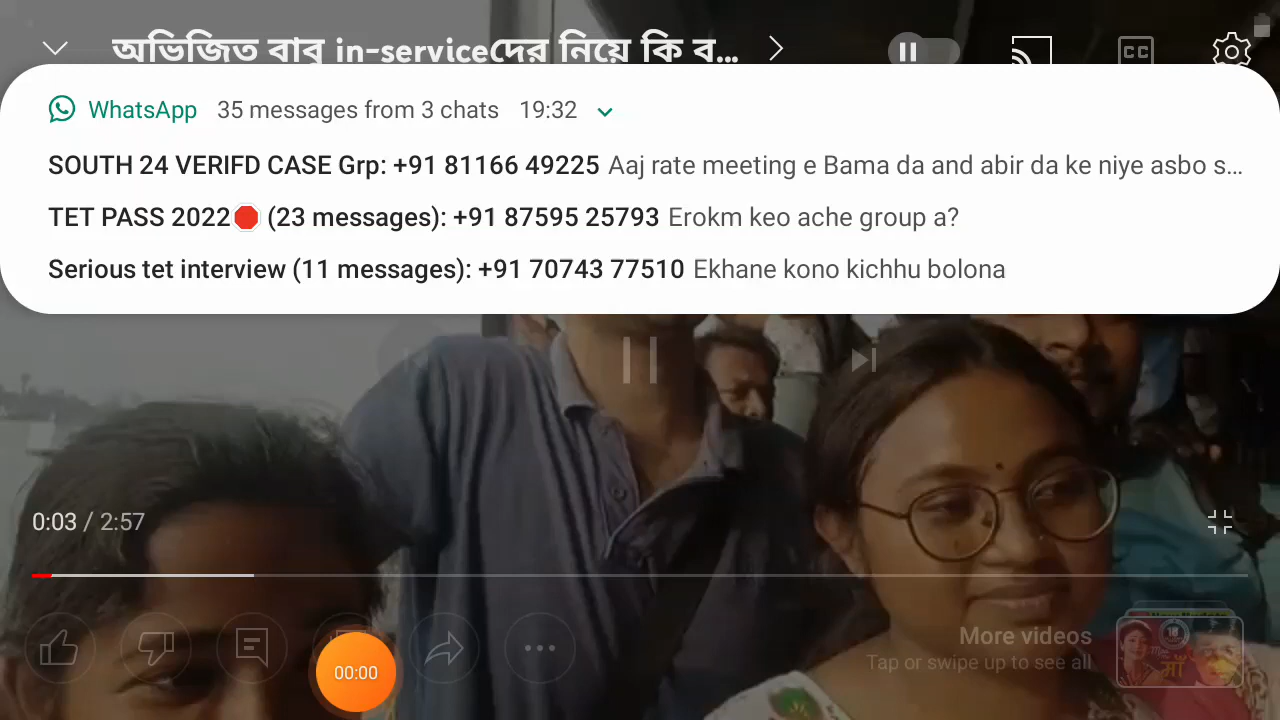 অভিজিত বাবু in-serviceদের নিয়ে কি ব...
CC
WhatsApp 35 messages from 3 chats 19:32
SOUTH 24 VERIFD CASE Grp: +91 81166 49225 Aaj rate meeting e Bama da and abir da ke niye asbo s...
TET PASS 2022🛑 (23 messages): +91 87595 25793 Erokm keo ache group a?
Serious tet interview (11 messages): +91 70743 77510 Ekhane kono kichhu bolona
0:03 / 2:57
00:00
More videos
Tap or swipe up to see all
माँ